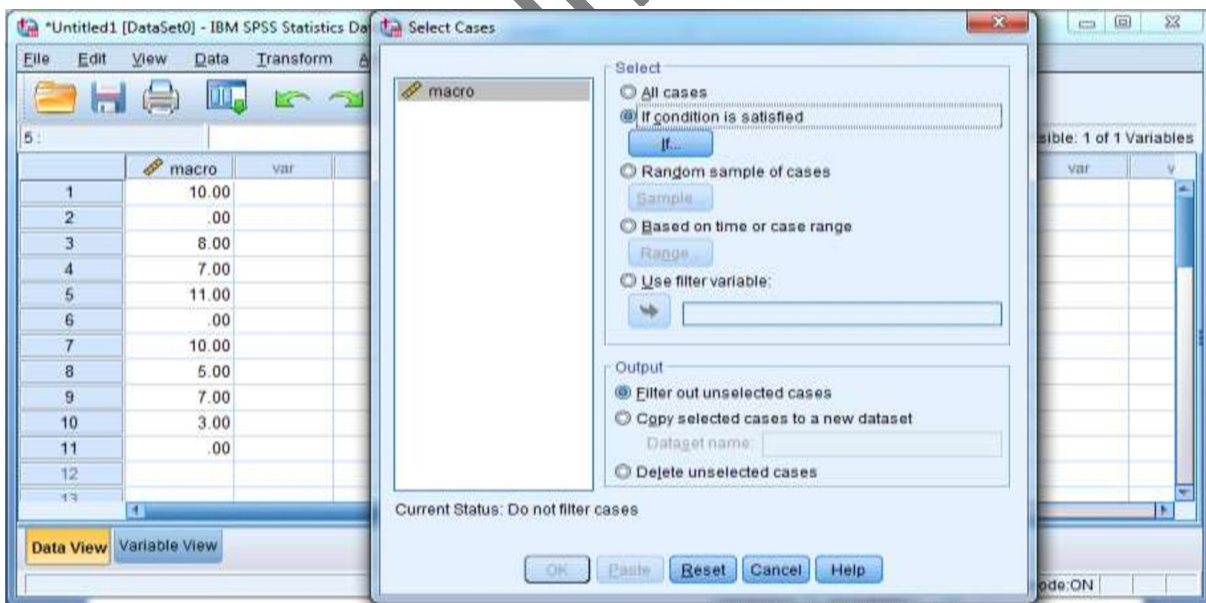 *Untitled1 [DataSet0] - IBM SPSS Statistics Da
File Edit View Data Transform A
5 :
sible: 1 of 1 Variables
macro var
var v
1 10.00
2 .00
3 8.00
4 7.00
5 11.00
6 .00
7 10.00
8 5.00
9 7.00
10 3.00
11 .00
12
13
Data View Variable View
ode:ON
Select Cases
macro
Select
All cases
If condition is satisfied
If...
Random sample of cases
Sample...
Based on time or case range
Range...
Use filter variable:
Output
Filter out unselected cases
Copy selected cases to a new dataset
Dataset name:
Delete unselected cases
Current Status: Do not filter cases
OK Paste Reset Cancel Help